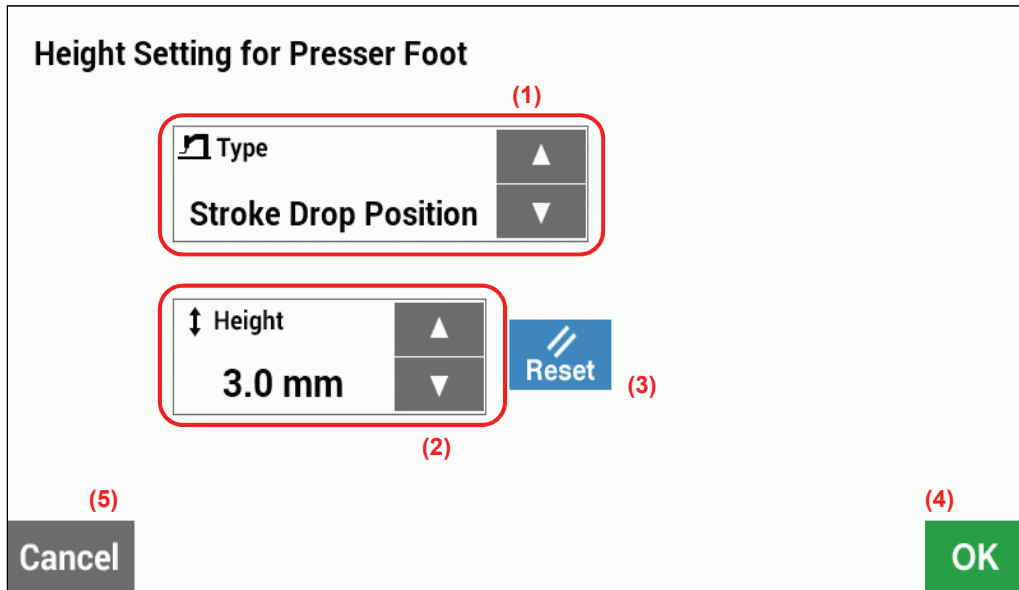 Height Setting for Presser Foot
(1)
Type
Stroke Drop Position
Height
3.0 mm
Reset
(3)
(2)
(5)
(4)
Cancel
OK